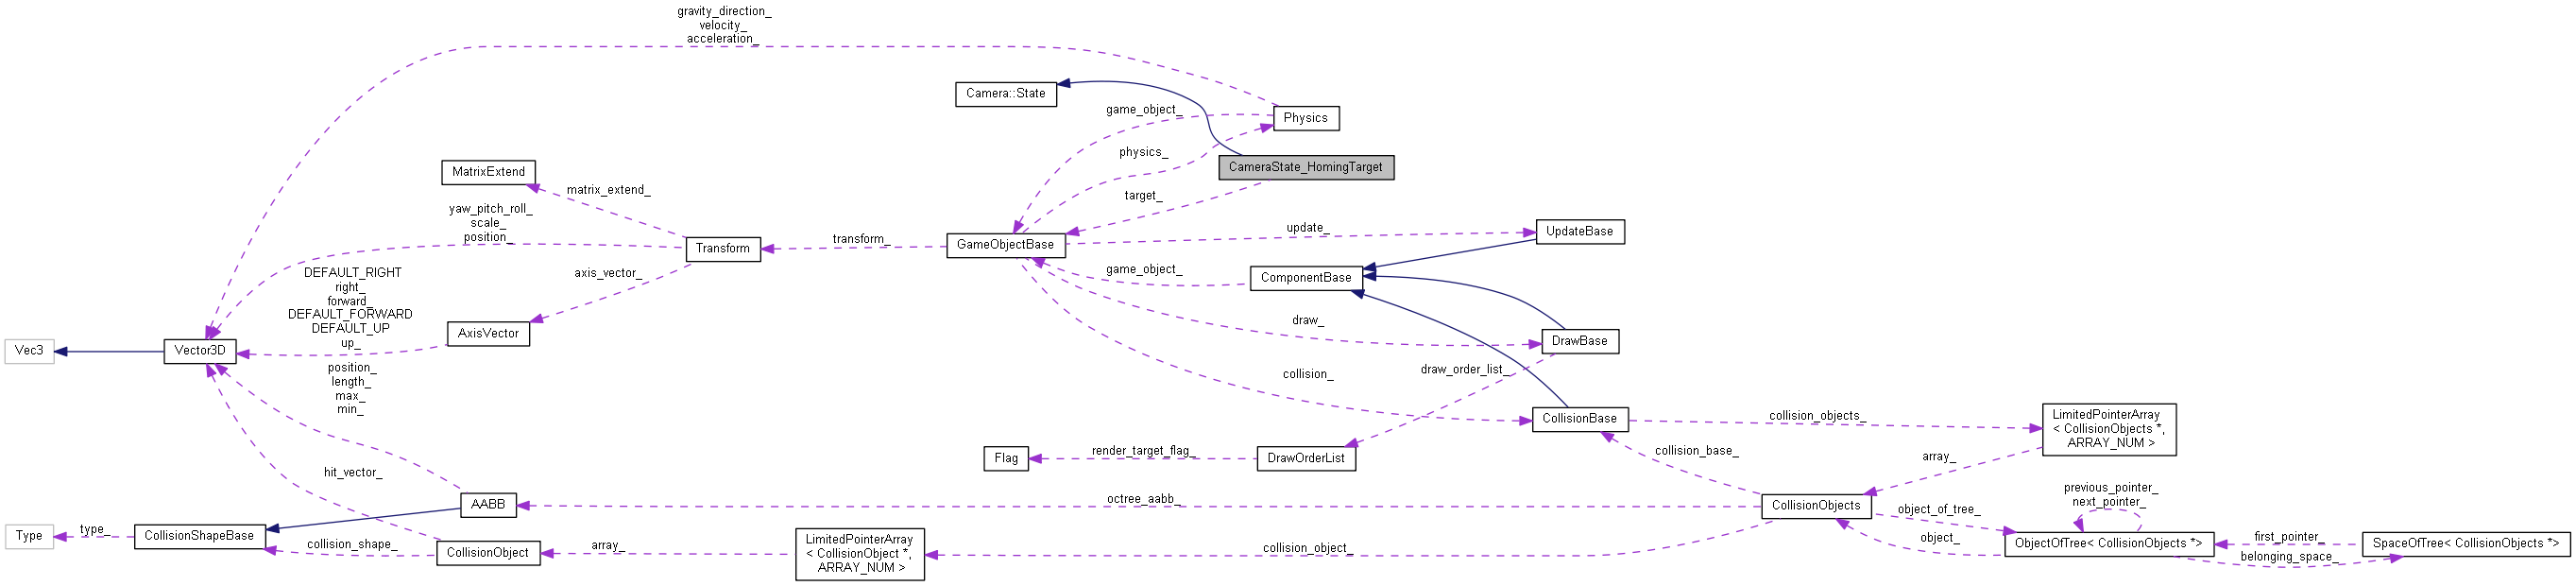 gravity_direction_
velocity_
acceleration_
Camera::State
game_object_
Physics
physics_
CameraState_HomingTarget
MatrixExtend
matrix_extend_
target_
yaw_pitch_roll_
scale_
position_
Transform
transform_
GameObjectBase
update_
UpdateBase
DEFAULT_RIGHT
right_
forward_
DEFAULT_FORWARD
DEFAULT_UP
up_
axis_vector_
game_object_
ComponentBase
AxisVector
draw_
DrawBase
Vec3
Vector3D
position_
length_
max_
min_
collision_
draw_order_list_
CollisionBase
collision_objects_
LimitedPointerArray
< CollisionObjects *,
ARRAY_NUM >
Flag
render_target_flag_
DrawOrderList
collision_base_
array_
hit_vector_
AABB
octree_aabb_
CollisionObjects
object_of_tree_
previous_pointer_
next_pointer_
Type
type_
CollisionShapeBase
collision_shape_
CollisionObject
array_
LimitedPointerArray
< CollisionObject *,
ARRAY_NUM >
collision_object_
object_
ObjectOfTree< CollisionObjects *>
first_pointer_
belonging_space_
SpaceOfTree< CollisionObjects *>